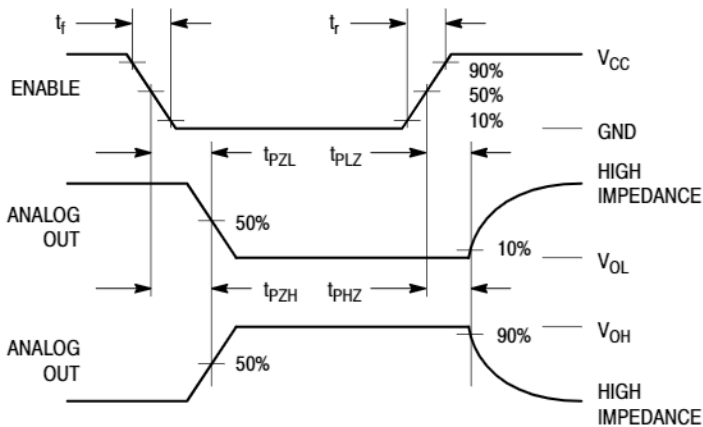 tf
tr
ENABLE
VCC
90%
50%
10%
GND
tPZL
tPLZ
HIGH
IMPEDANCE
ANALOG
OUT
50%
10%
VOL
tPZH
tPHZ
ANALOG
OUT
50%
90%
VOH
HIGH
IMPEDANCE